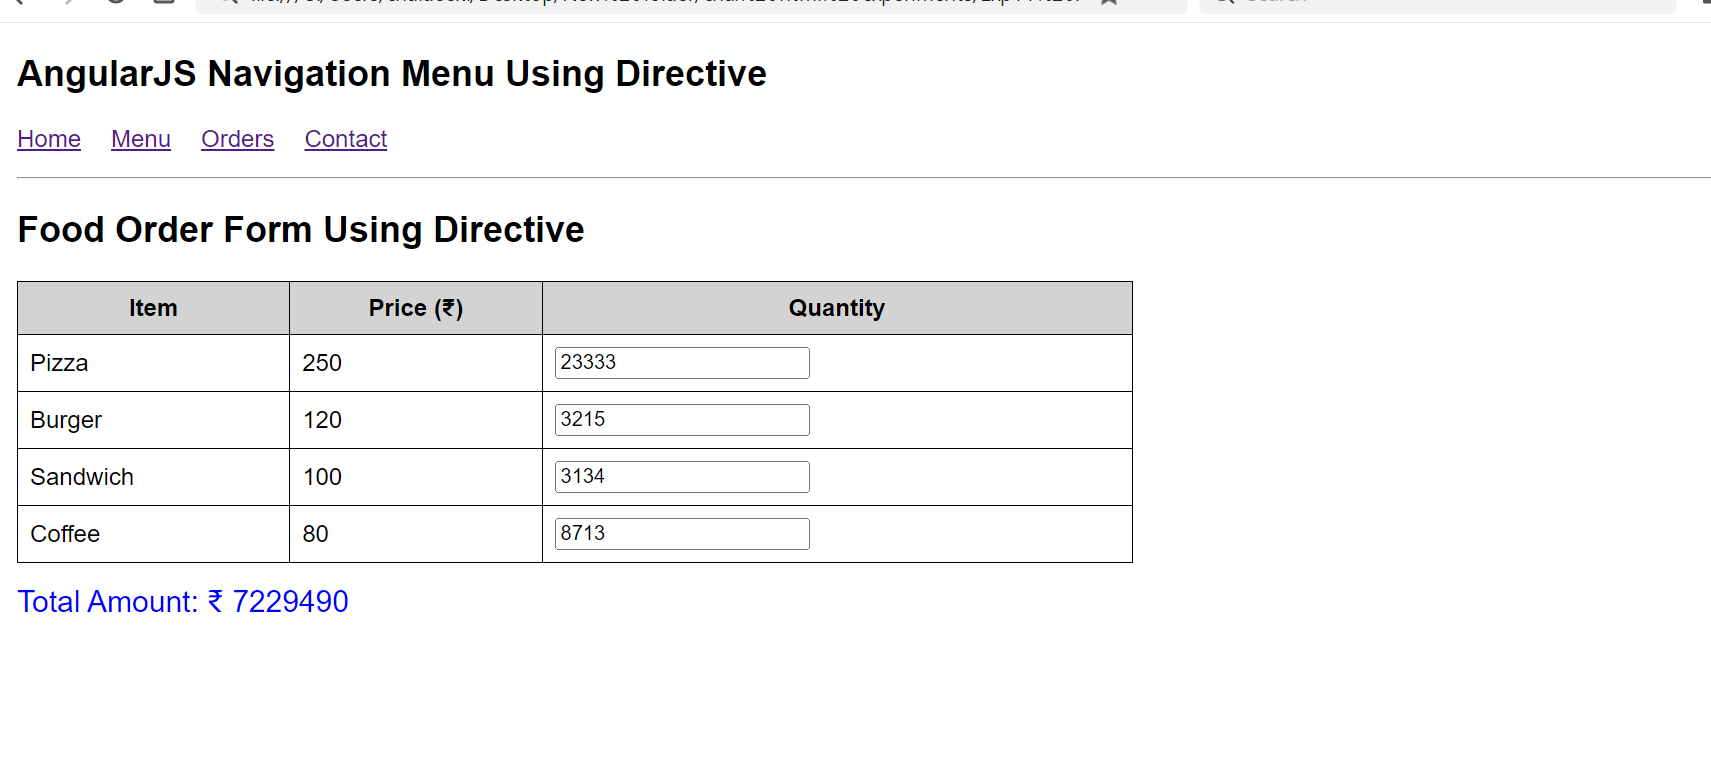 AngularJS Navigation Menu Using Directive
Home Menu Orders Contact
Food Order Form Using Directive
Item Price (₹) Quantity
Pizza 250 23333
Burger 120 3215
Sandwich 100 3134
Coffee 80 8713
Total Amount: ₹ 7229490